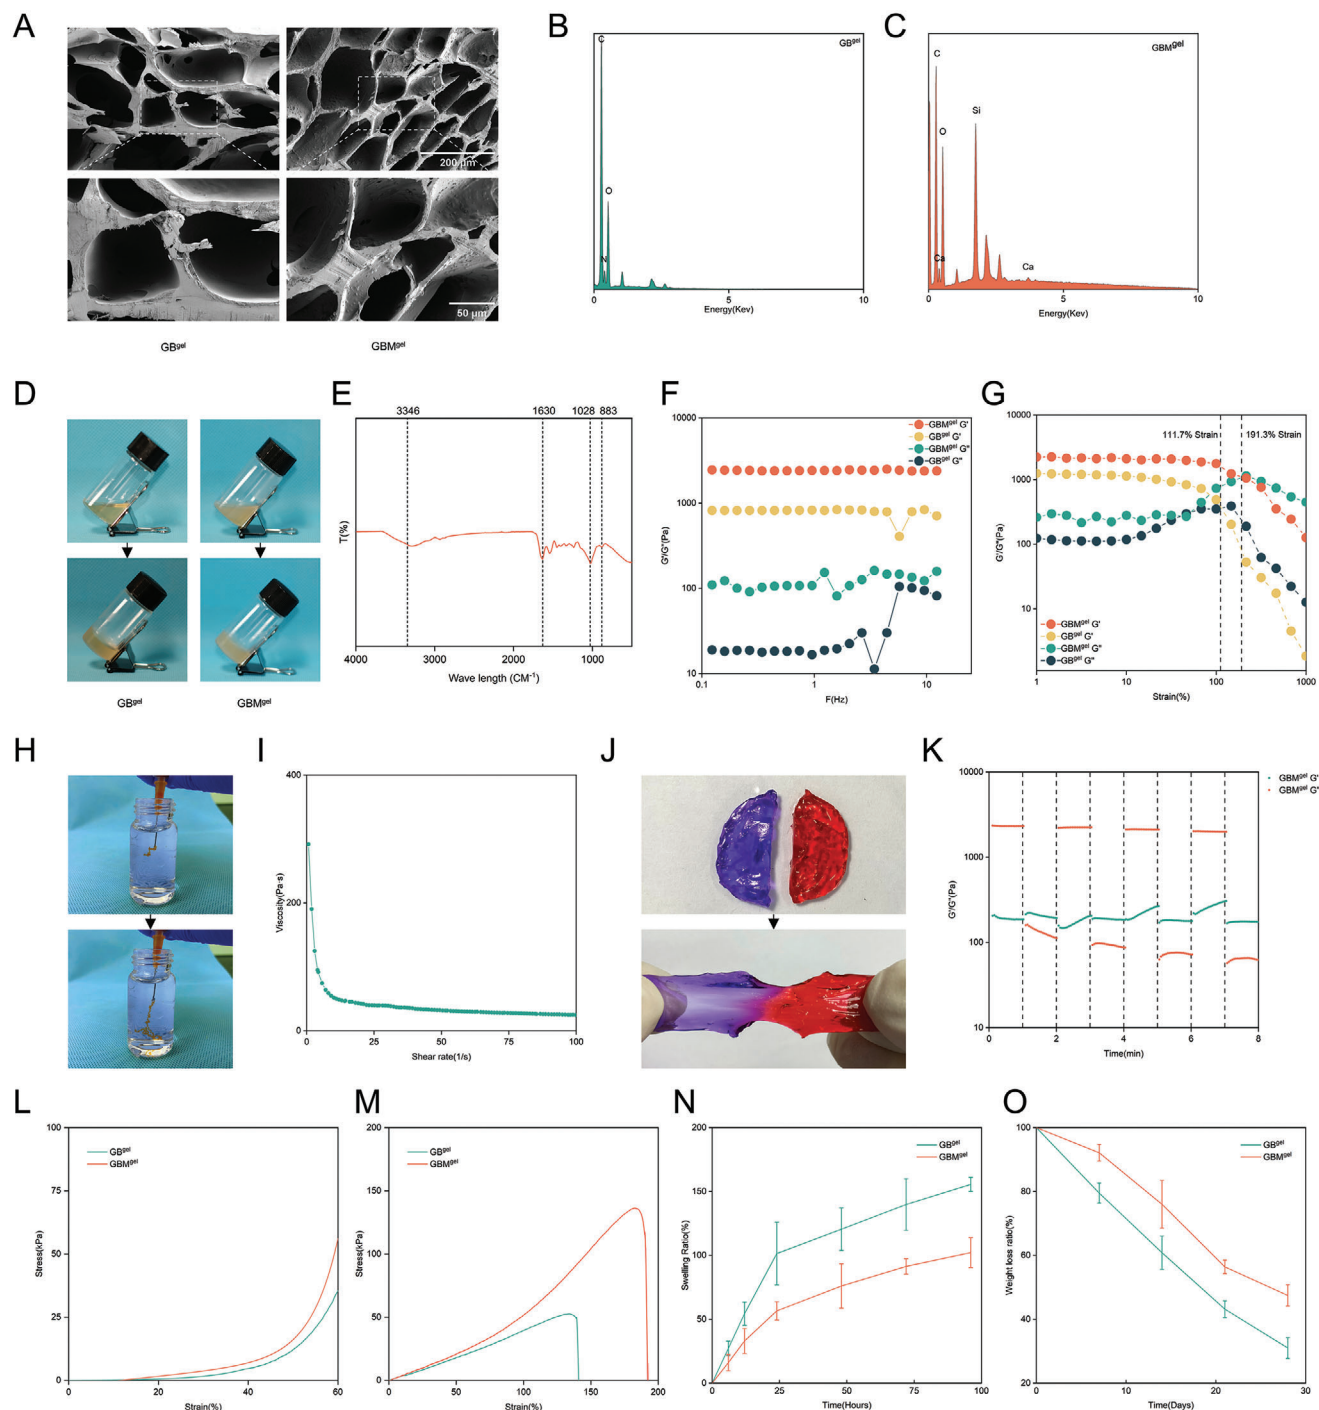 A
200 μm
50 μm
GBgel
GBMgel
B
GBgel
C
O
N
0
5
10
Energy(Kev)
C
GBMgel
C
O
Si
Ca
Ca
0
5
10
Energy(Kev)
D
GBgel
GBMgel
E
3346
1630
1028
883
T(%)
4000
3000
2000
1000
Wave length (CM-1)
F
10000
1000
100
10
G'/G"(Pa)
GBMgel G'
GBgel G'
GBMgel G"
GBgel G"
0.1
1
10
F(Hz)
G
10000
1000
100
10
G'/G"(Pa)
111.7% Strain
191.3% Strain
GBMgel G'
GBgel G'
GBMgel G"
GBgel G"
1
10
100
1000
Strain(%)
H
I
400
200
0
Viscosity(Pa·s)
0
25
50
75
100
Shear rate(1/s)
J
K
10000
1000
100
10
G'/G"(Pa)
GBMgel G'
GBMgel G"
0
1
2
3
4
5
6
7
8
Time(min)
L
100
75
50
25
0
Stress(kPa)
GBgel
GBMgel
0
20
40
60
Strain(%)
M
200
150
100
50
0
Stress(kPa)
GBgel
GBMgel
0
50
100
150
200
Strain(%)
N
200
150
100
50
0
Swelling Ratio(%)
GBgel
GBMgel
0
25
50
75
100
Time(Hours)
O
100
80
60
40
20
Weight loss ratio(%)
GBgel
GBMgel
0
10
20
30
Time(Days)